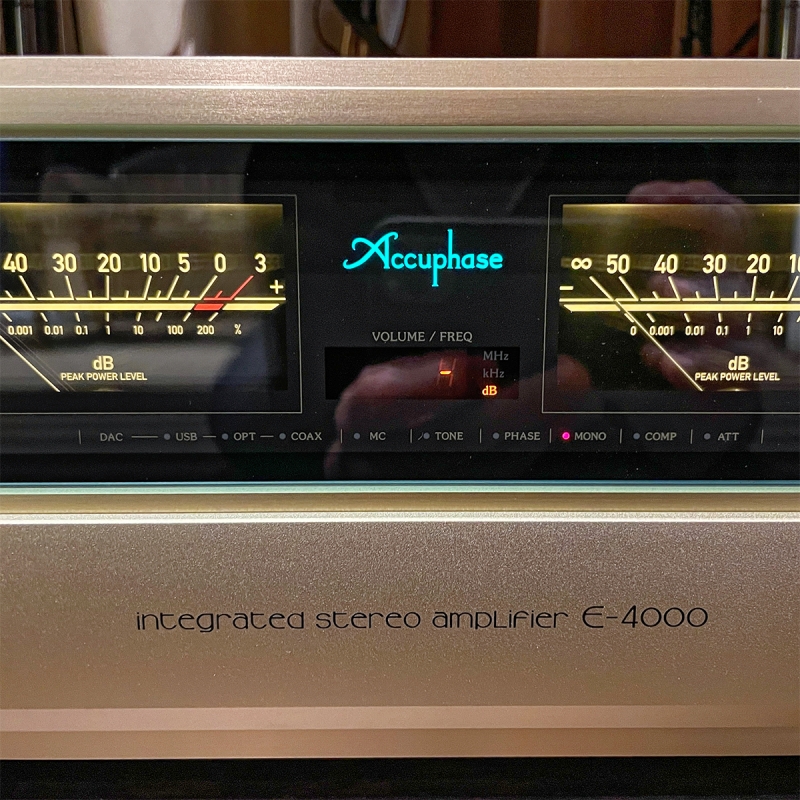 Accuphase
40 30 20 10 5 0 3
+
0.001 0.01 0.1 1 10 100 200 %
dB
PEAK POWER LEVEL
VOLUME / FREQ
-
MHz
kHz
dB
∞ 50 40 30 20
-
0 0.001 0.01 0.1 1 10
dB
PEAK POWER LEVEL
DAC USB OPT COAX MC TONE PHASE MONO COMP ATT
integrated stereo amplifier E-4000